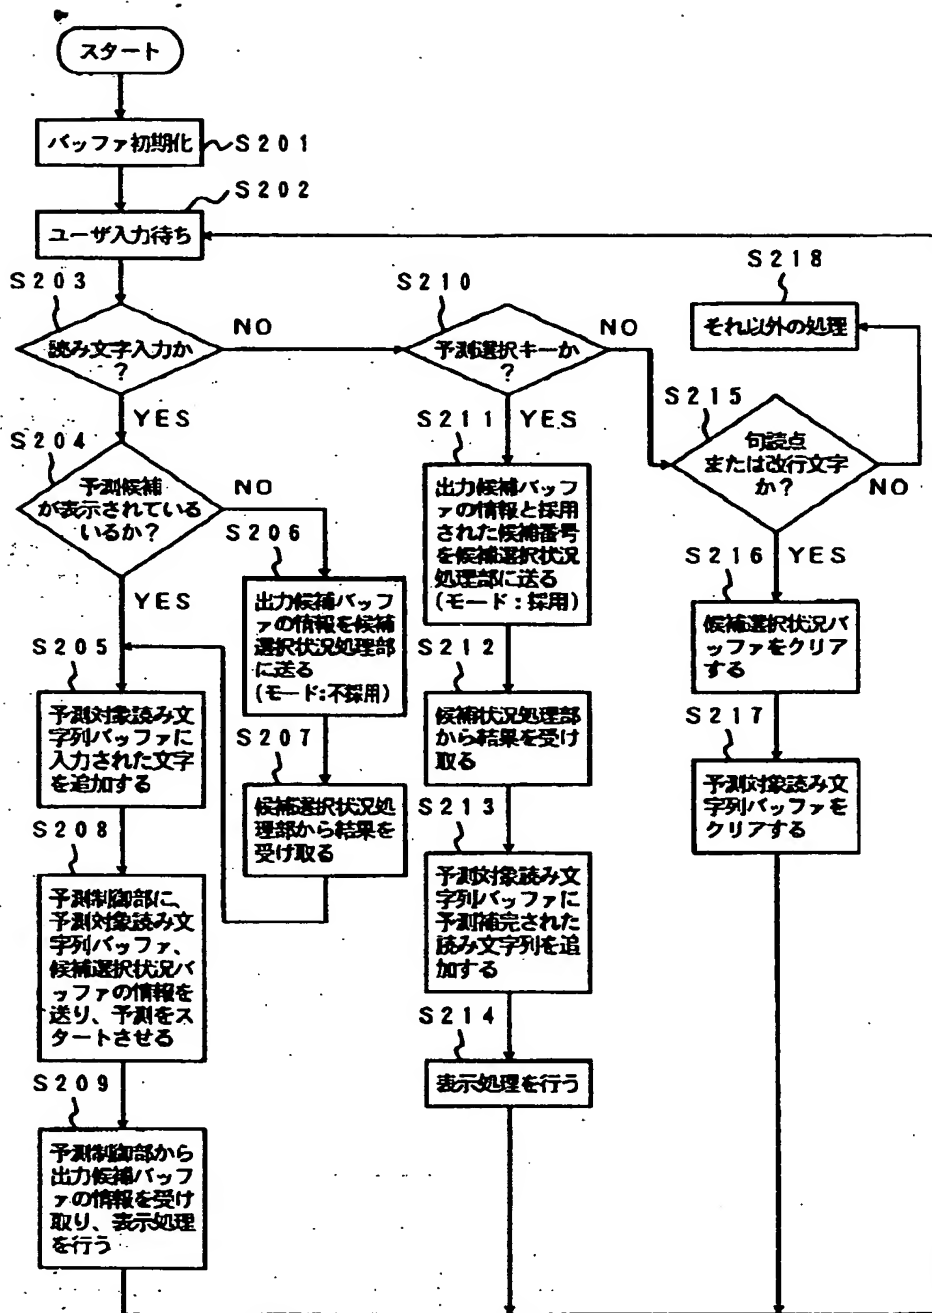 スタート
バッファ初期化
S201
S202
ユーザ入力待ち
S203
読み文字入力か
?
NO
YES
S204
予測候補
が表示されている
いるか?
NO
YES
S206
出力候補バッフ
ァの情報を候補
選択状況処理部
に送る
(モード:不採用)
S205
予測対象読み文
字列バッファに
入力された文字
を追加する
S207
候補選択状況処
理部から結果を
受け取る
S208
予測制御部に、
予測対象読み文
字列バッファ、
候補選択状況バ
ッファの情報を
送り、予測をス
タートさせる
S209
予測制御部から
出力候補バッフ
ァの情報を受け
取り、表示処理
を行う
S210
予測選択キーか
?
NO
YES
S211
出力候補バッフ
ァの情報と採用
された候補番号
を候補選択状況
処理部に送る
(モード:採用)
S212
候補状況処理部
から結果を受け
取る
S213
予測対象読み文
字列バッファに
予測補完された
読み文字列を追
加する
S214
表示処理を行う
S218
それ以外の処理
S215
句読点
または改行文字
か?
NO
YES
S216
候補選択状況バ
ッファをクリア
する
S217
予測対象読み文
字列バッファを
クリアする